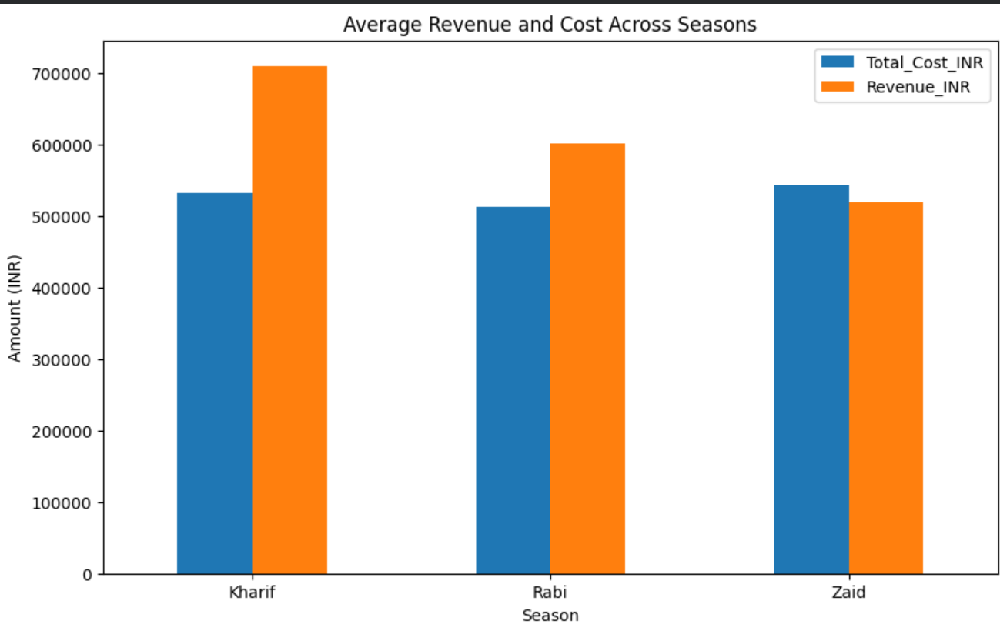 Average Revenue and Cost Across Seasons
Total_Cost_INR
Revenue_INR
700000
600000
500000
400000
300000
200000
100000
0
Amount (INR)
Kharif
Rabi
Zaid
Season